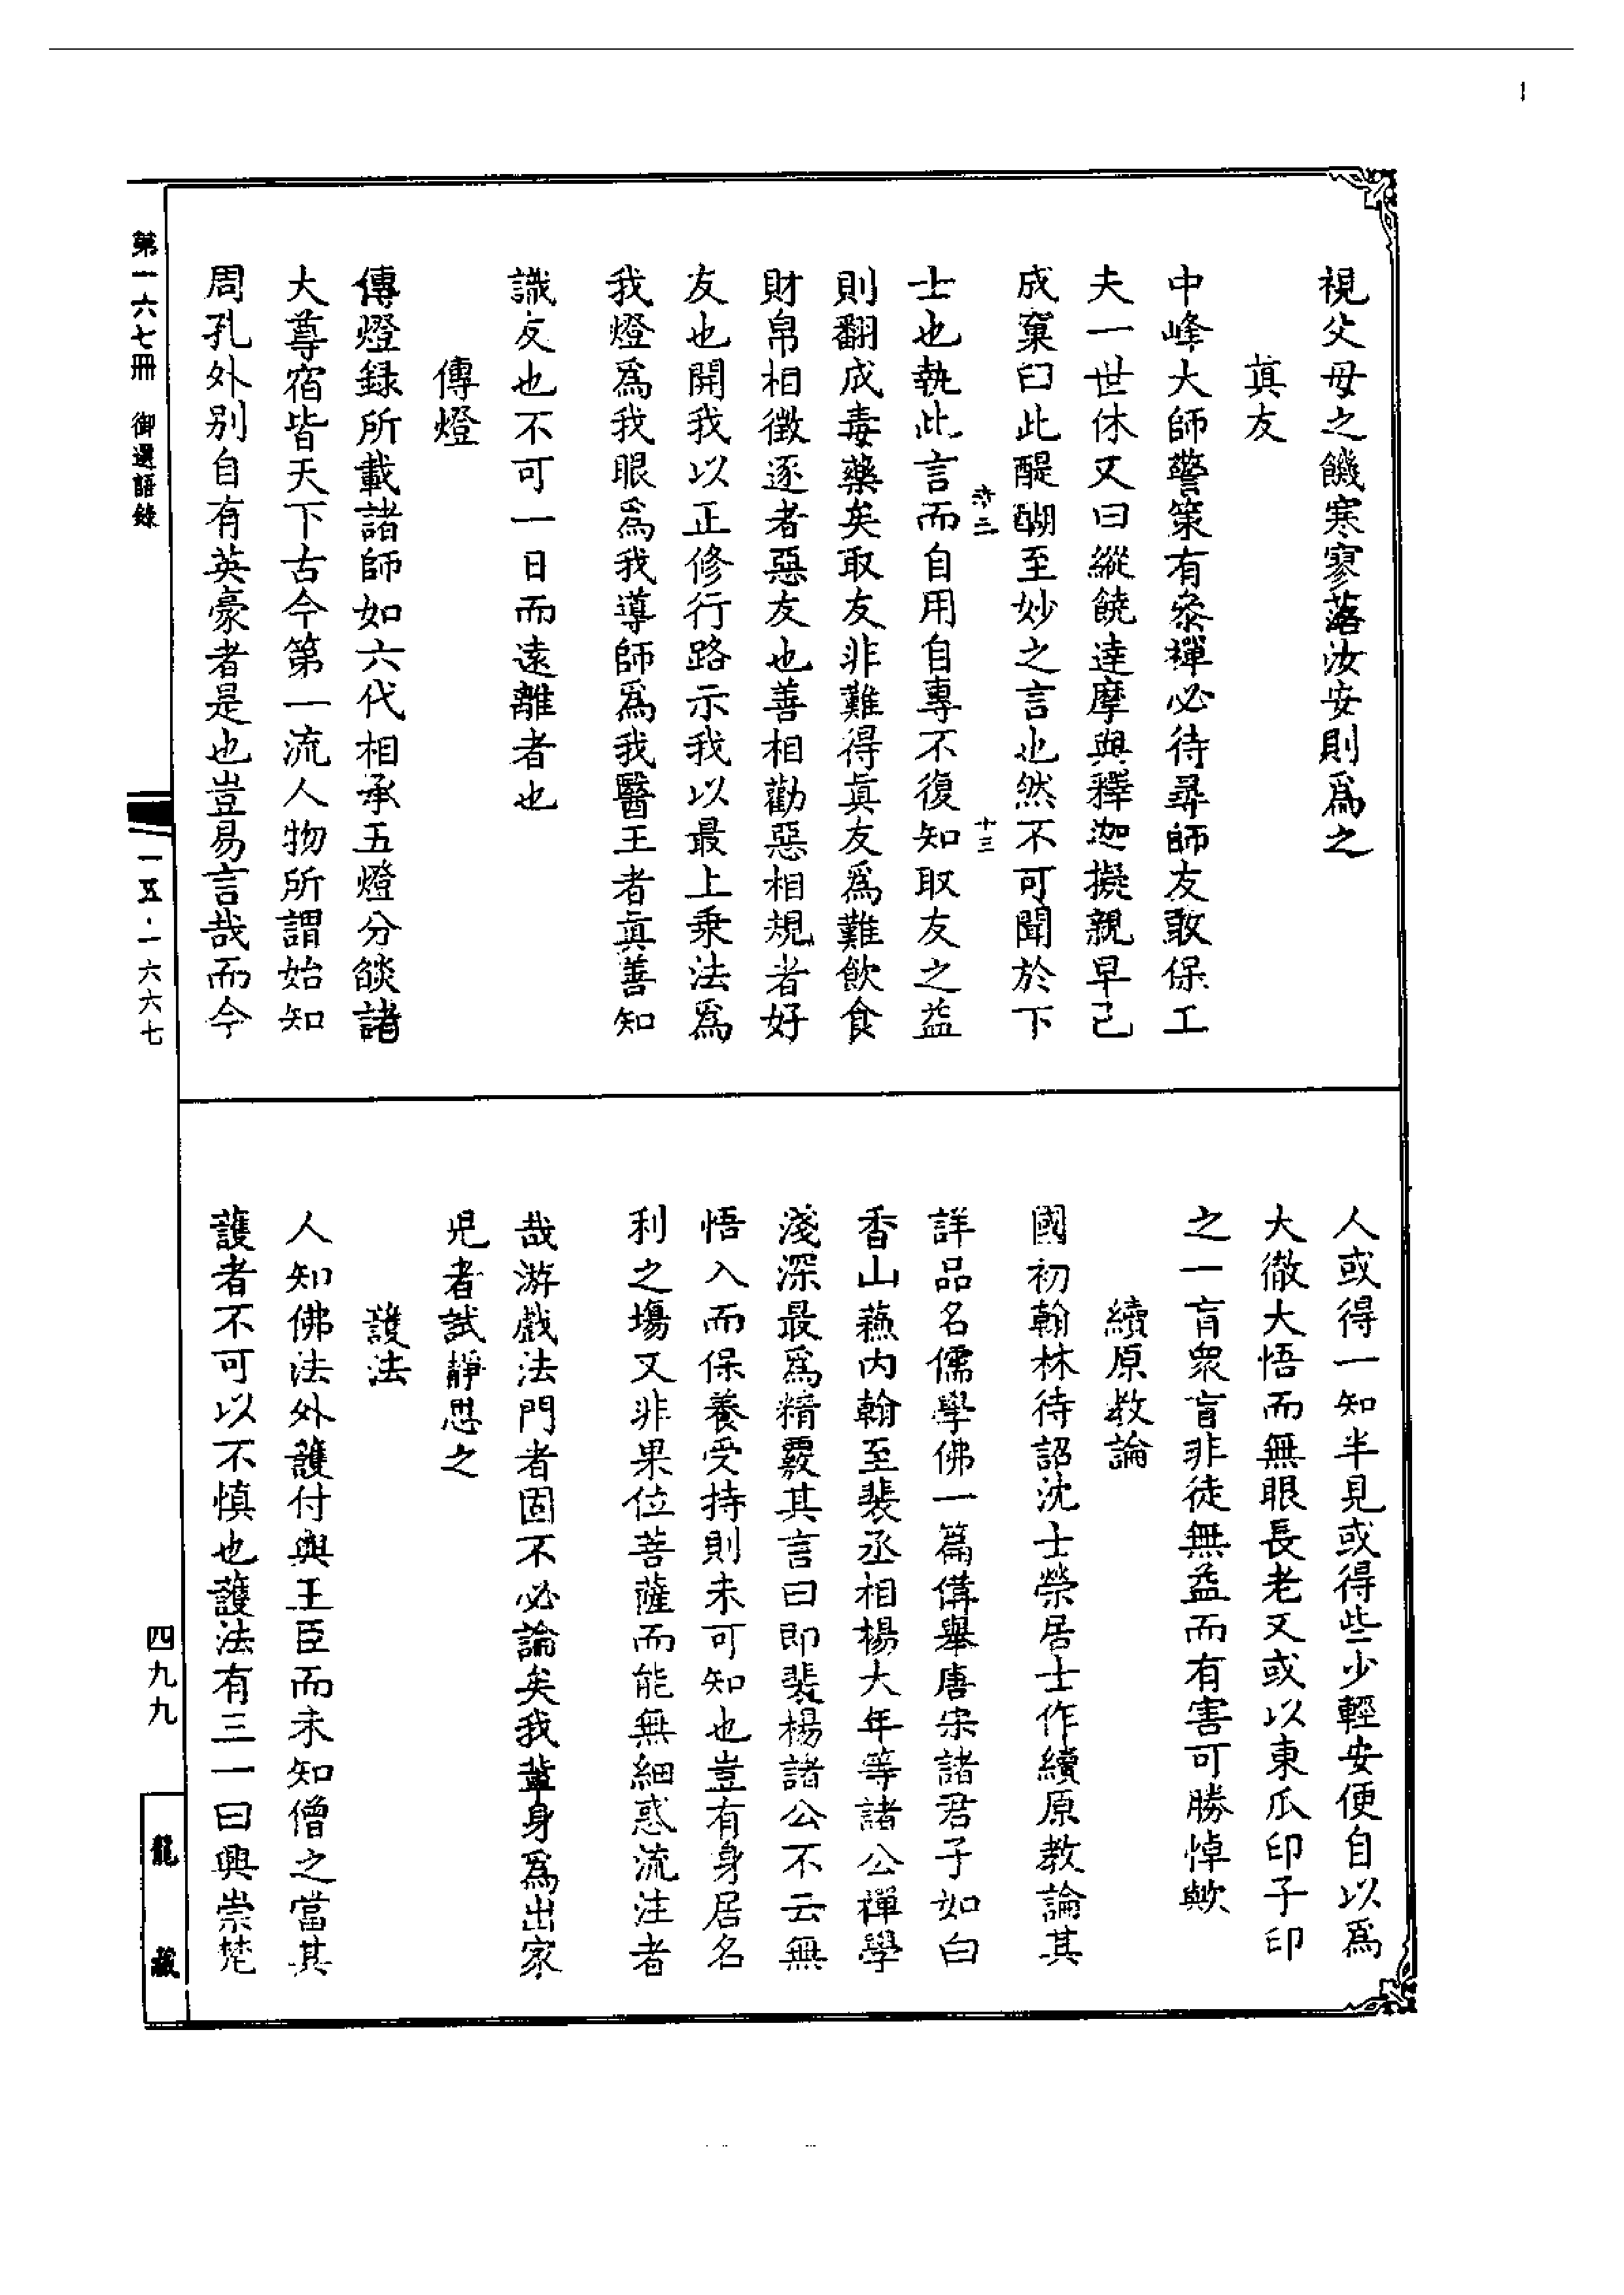 視父母之饑寒寥落汝安則爲之
眞友
中峰大師警策有叅禪必待尋師友敢保工
夫一世休又曰縱饒達摩與釋迦擬親早已
成窠臼此醍醐至妙之言也然不可聞於下
士也執此言而自用自專不復知取友之益
則翻成毒藥矣取友非難得眞友爲難飲食
財帛相徵逐者惡友也善相勸惡相規者好
友也開我以正修行路示我以最上乘法爲
我燈爲我眼爲我導師爲我醫王者眞善知
識友也不可一日而遠離者也
傳燈
傳燈録所載諸師如六代相承五燈分燄諸
大尊宿皆天下古今第一流人物所謂始知
周孔外别自有英豪者是也豈易言哉而今
人或得一知半見或得些少輕安便自以爲
大徹大悟而無眼長老又或以東瓜印子印
之一盲衆盲非徒無益而有害可勝悼歟
續原教論
國初翰林待詔沈士榮居士作續原教論其
詳品名儒學佛一篇備舉唐宋諸君子如白
香山蘓内翰至裴丞相楊大年等諸公禪學
淺深最爲精覈其言曰即裴楊諸公不云無
悟入而保養受持則未可知也豈有身居名
利之塲又非果位菩薩而能無細惑流注者
哉游戲法門者固不必論矣我輩身爲出家
兒者試靜思之
護法
人知佛法外護付與王臣而未知僧之當其
護者不可以不慎也護法有三一曰興崇梵
第一六七冊 御選語錄
一五·一六六七
四九九
龍藏
十三